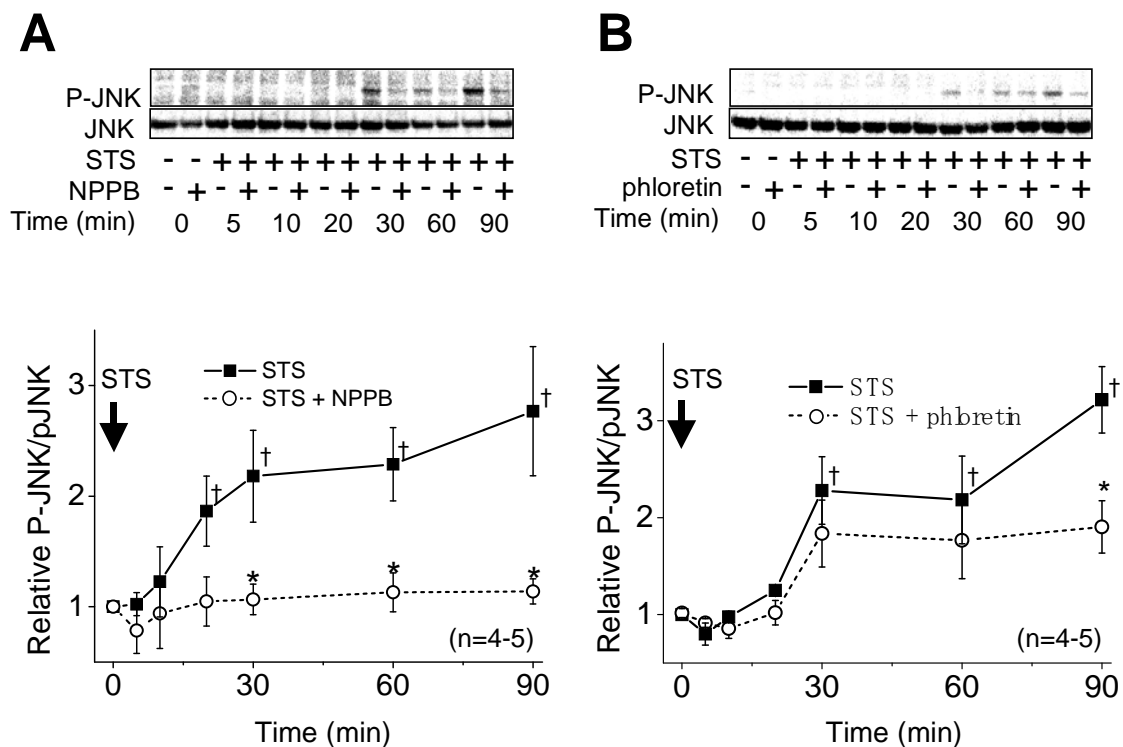 A
P-JNK
JNK
STS - - + + + + + + + + + + + +
NPPB - + - + - + - + - + - + - +
Time (min) 0 5 10 20 30 60 90
Relative P-JNK/pJNK
3
2
1
STS
STS
STS + NPPB
†
†
†
†
*
*
*
(n=4-5)
0 30 60 90
Time (min)
B
P-JNK
JNK
STS - - + + + + + + + + + + + +
phloretin - + - + - + - + - + - + - +
Time (min) 0 5 10 20 30 60 90
Relative P-JNK/pJNK
3
2
1
STS
STS
STS + phloretin
†
†
†
*
(n=4-5)
0 30 60 90
Time (min)